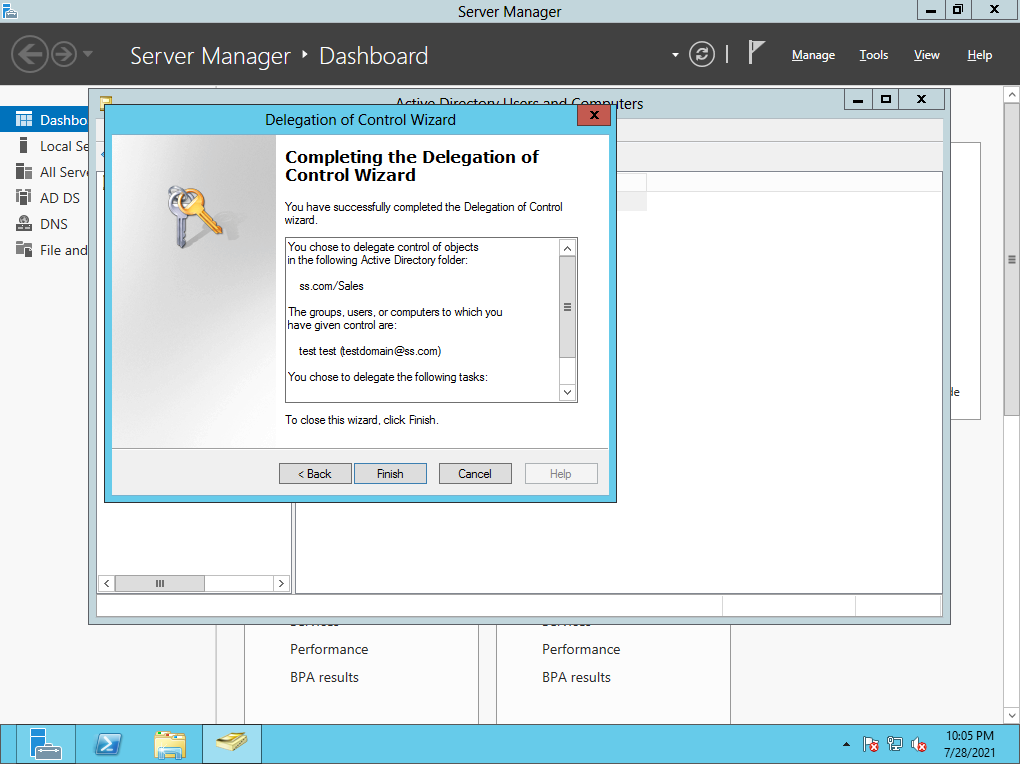 Server Manager
Server Manager ‣ Dashboard
Manage Tools View Help
Active Directory Users and Computers
Delegation of Control Wizard
Dashbo
Local Se
All Serve
AD DS
DNS
File and
Completing the Delegation of
Control Wizard
You have successfully completed the Delegation of Control
wizard.
You chose to delegate control of objects
in the following Active Directory folder:
ss.com/Sales
The groups, users, or computers to which you
have given control are:
test test (testdomain@ss.com)
You chose to delegate the following tasks:
To close this wizard, click Finish.
< Back Finish Cancel Help
Performance
BPA results
Performance
BPA results
10:05 PM
7/28/2021